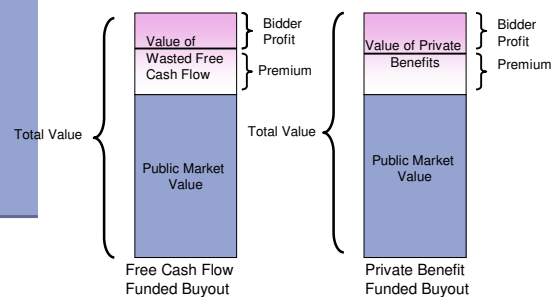 Value of
Wasted Free
Cash Flow
Bidder
Profit
Premium
Total Value
Public Market
Value
Free Cash Flow
Funded Buyout
Value of Private
Benefits
Bidder
Profit
Premium
Total Value
Public Market
Value
Private Benefit
Funded Buyout